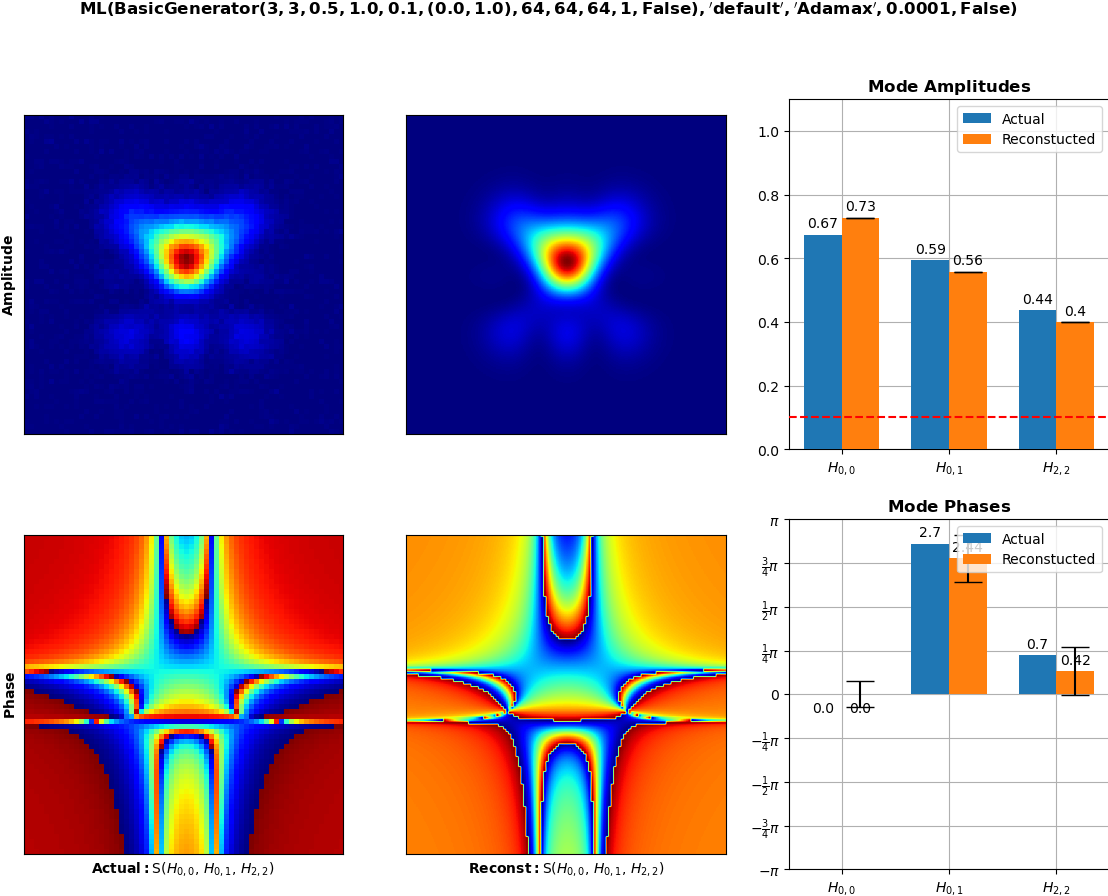 ML(BasicGenerator(3, 3, 0.5, 1.0, 0.1, (0.0, 1.0), 64, 64, 64, 1, False), ′default′, ′Adamax′, 0.0001, False)
Amplitude
Mode Amplitudes
Actual
Reconstucted
1.0
0.8
0.6
0.4
0.2
0.0
0.67
0.73
0.59
0.56
0.44
0.4
H0,0
H0,1
H2,2
Phase
Actual: S(H0,0, H0,1, H2,2)
Reconst: S(H0,0, H0,1, H2,2)
Mode Phases
Actual
Reconstucted
π
3/4π
1/2π
1/4π
0
−1/4π
−1/2π
−3/4π
−π
0.0
0.0
2.7
2.44
0.7
0.42
H0,0
H0,1
H2,2